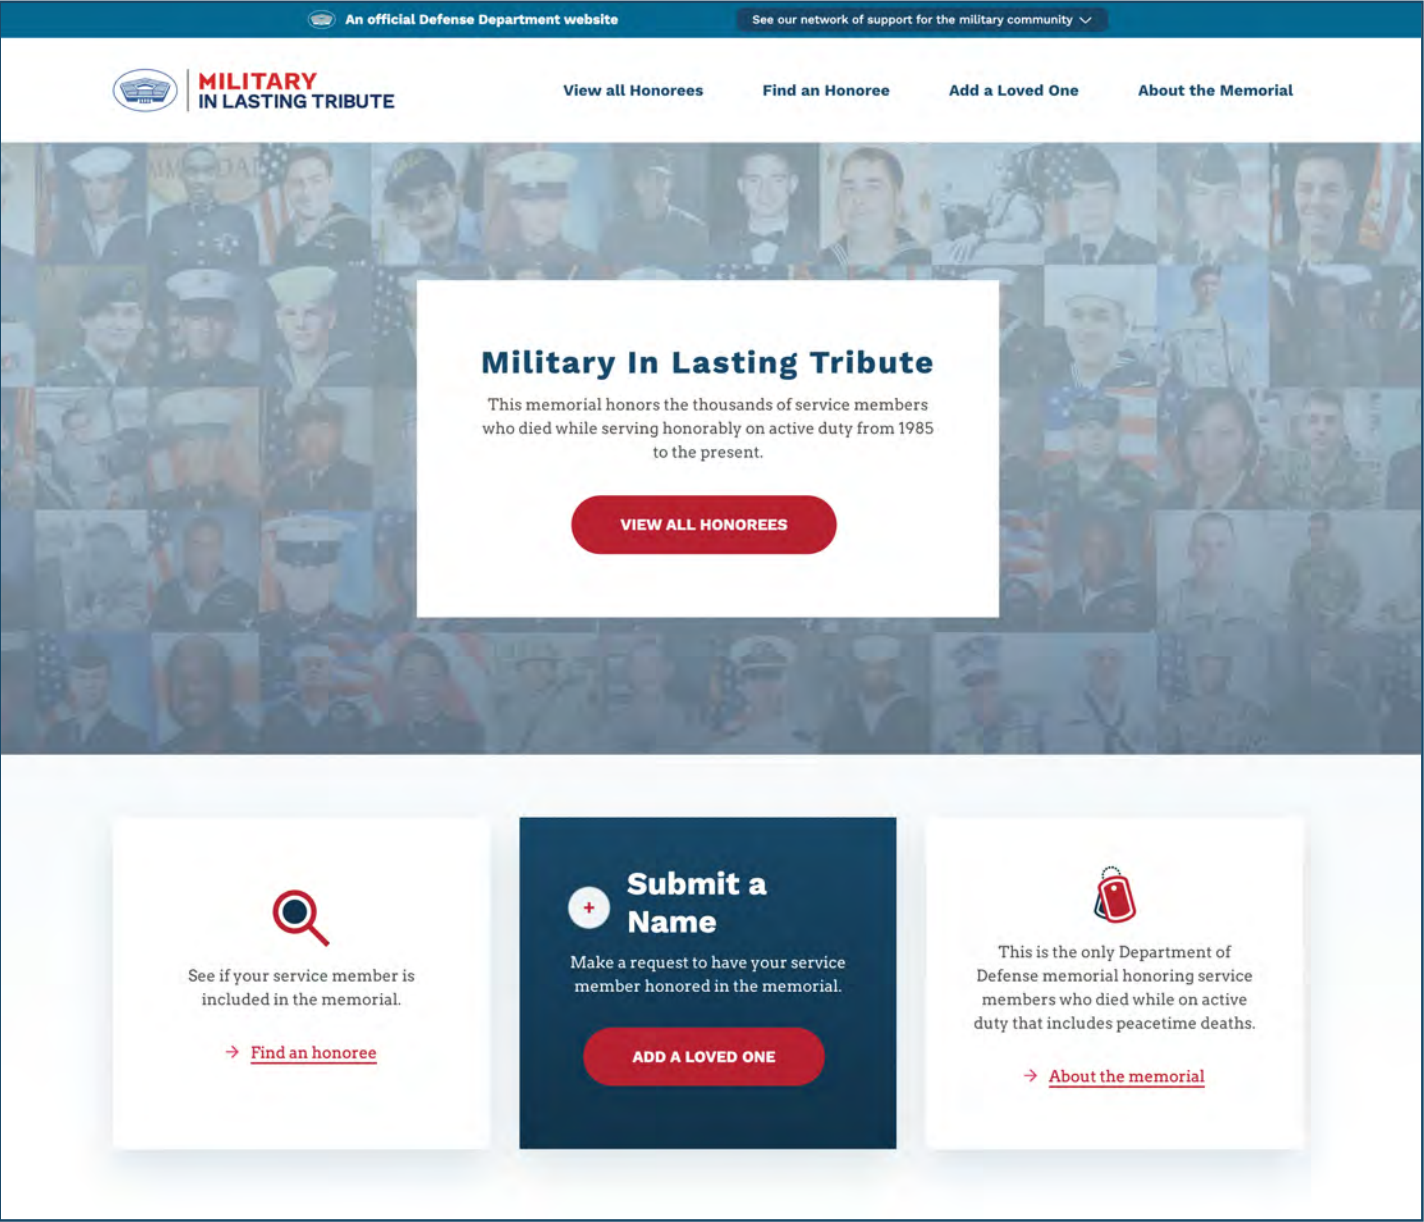 An official Defense Department website
See our network of support for the military community
MILITARY
IN LASTING TRIBUTE
View all Honorees
Find an Honoree
Add a Loved One
About the Memorial
Military In Lasting Tribute
This memorial honors the thousands of service members
who died while serving honorably on active duty from 1985
to the present.
VIEW ALL HONOREES
See if your service member is
included in the memorial.
→ Find an honoree
+
Submit a
Name
Make a request to have your service
member honored in the memorial.
ADD A LOVED ONE
This is the only Department of
Defense memorial honoring service
members who died while on active
duty that includes peacetime deaths.
→ About the memorial